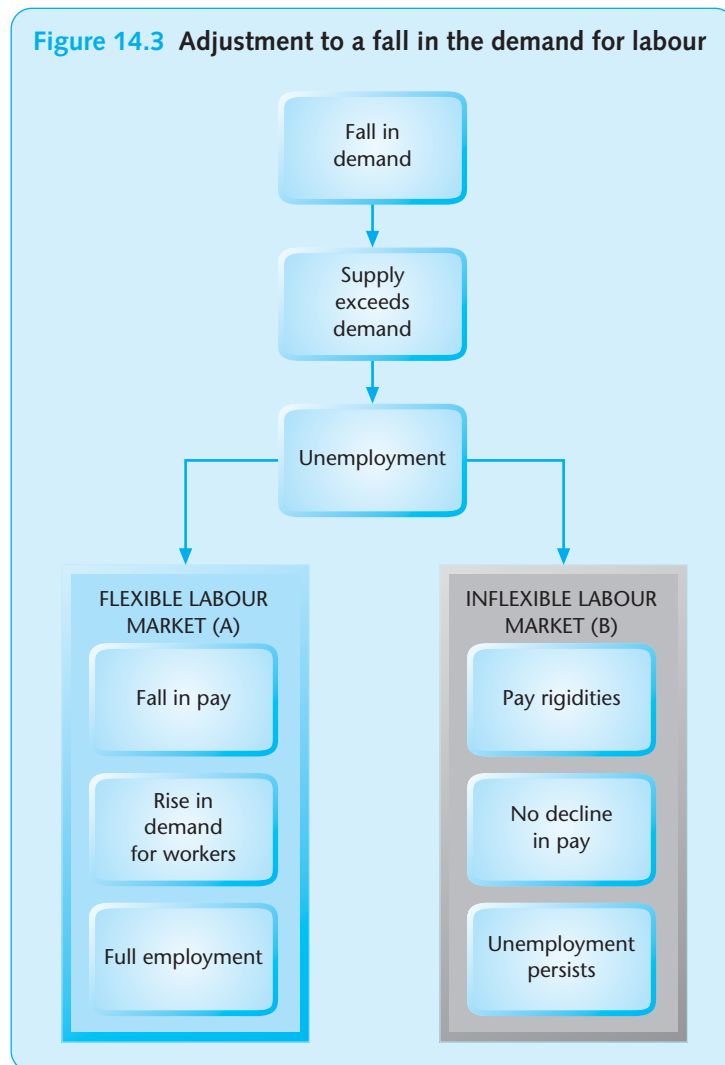 Figure 14.3 Adjustment to a fall in the demand for labour
Fall in
demand
Supply
exceeds
demand
Unemployment
FLEXIBLE LABOUR
MARKET (A)
Fall in pay
Rise in
demand
for workers
Full employment
INFLEXIBLE LABOUR
MARKET (B)
Pay rigidities
No decline
in pay
Unemployment
persists